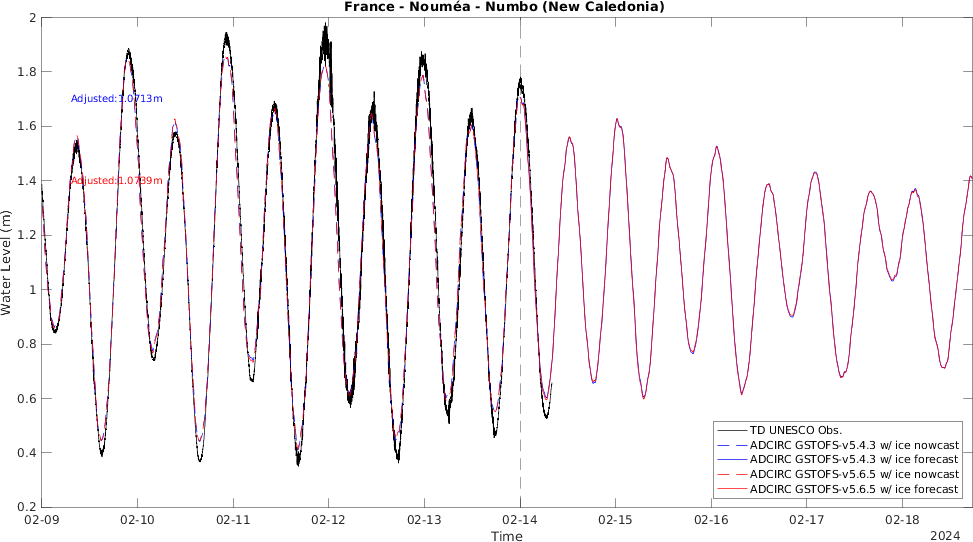 France - Nouméa - Numbo (New Caledonia)
2
1.8
1.6
1.4
1.2
1
0.8
0.6
0.4
0.2
Water Level (m)
Adjusted:1.0713m
Adjusted:1.0739m
TD UNESCO Obs.
ADCIRC GSTOFS-v5.4.3 w/ ice nowcast
ADCIRC GSTOFS-v5.4.3 w/ ice forecast
ADCIRC GSTOFS-v5.6.5 w/ ice nowcast
ADCIRC GSTOFS-v5.6.5 w/ ice forecast
02-09 02-10 02-11 02-12 02-13 02-14 02-15 02-16 02-17 02-18
Time
2024